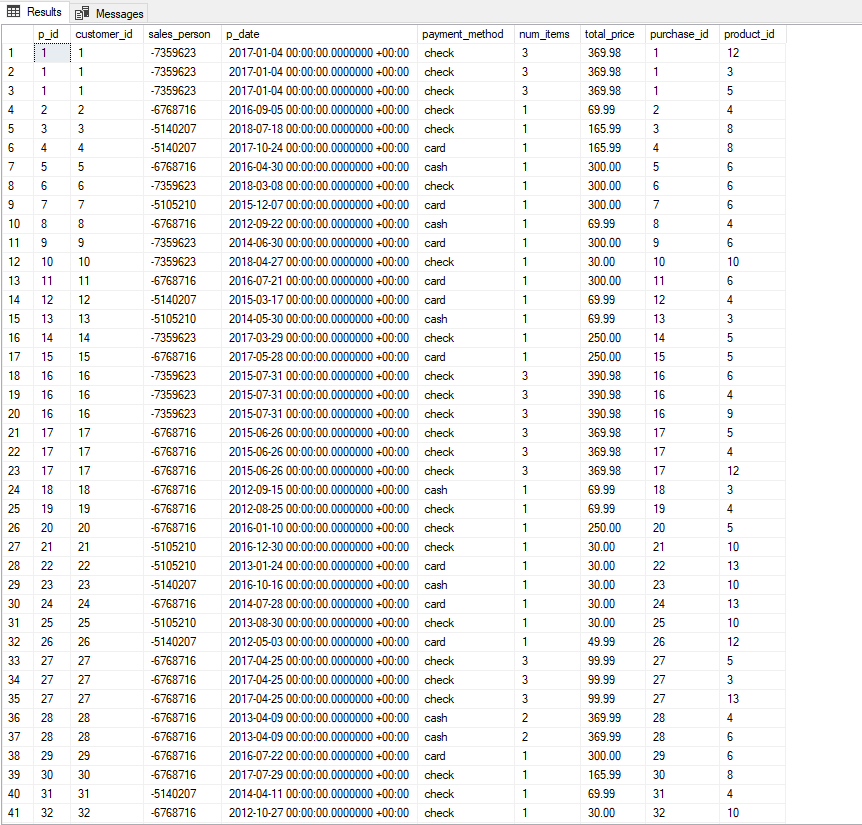 Results Messages
p_id customer_id sales_person p_date payment_method num_items total_price purchase_id product_id
1 1 1 -7359623 2017-01-04 00:00:00.0000000 +00:00 check 3 369.98 1 12
2 1 1 -7359623 2017-01-04 00:00:00.0000000 +00:00 check 3 369.98 1 3
3 1 1 -7359623 2017-01-04 00:00:00.0000000 +00:00 check 3 369.98 1 5
4 2 2 -6768716 2016-09-05 00:00:00.0000000 +00:00 check 1 69.99 2 4
5 3 3 -5140207 2018-07-18 00:00:00.0000000 +00:00 check 1 165.99 3 8
6 4 4 -5140207 2017-10-24 00:00:00.0000000 +00:00 card 1 165.99 4 8
7 5 5 -6768716 2016-04-30 00:00:00.0000000 +00:00 cash 1 300.00 5 6
8 6 6 -7359623 2018-03-08 00:00:00.0000000 +00:00 check 1 300.00 6 6
9 7 7 -5105210 2015-12-07 00:00:00.0000000 +00:00 card 1 300.00 7 6
10 8 8 -6768716 2012-09-22 00:00:00.0000000 +00:00 cash 1 69.99 8 4
11 9 9 -7359623 2014-06-30 00:00:00.0000000 +00:00 card 1 300.00 9 6
12 10 10 -7359623 2018-04-27 00:00:00.0000000 +00:00 check 1 30.00 10 10
13 11 11 -6768716 2016-07-21 00:00:00.0000000 +00:00 card 1 300.00 11 6
14 12 12 -5140207 2015-03-17 00:00:00.0000000 +00:00 card 1 69.99 12 4
15 13 13 -5105210 2014-05-30 00:00:00.0000000 +00:00 cash 1 69.99 13 3
16 14 14 -7359623 2017-03-29 00:00:00.0000000 +00:00 check 1 250.00 14 5
17 15 15 -6768716 2017-05-28 00:00:00.0000000 +00:00 card 1 250.00 15 5
18 16 16 -7359623 2015-07-31 00:00:00.0000000 +00:00 check 3 390.98 16 6
19 16 16 -7359623 2015-07-31 00:00:00.0000000 +00:00 check 3 390.98 16 4
20 16 16 -7359623 2015-07-31 00:00:00.0000000 +00:00 check 3 390.98 16 9
21 17 17 -6768716 2015-06-26 00:00:00.0000000 +00:00 check 3 369.98 17 5
22 17 17 -6768716 2015-06-26 00:00:00.0000000 +00:00 check 3 369.98 17 4
23 17 17 -6768716 2015-06-26 00:00:00.0000000 +00:00 check 3 369.98 17 12
24 18 18 -6768716 2012-09-15 00:00:00.0000000 +00:00 cash 1 69.99 18 3
25 19 19 -6768716 2012-08-25 00:00:00.0000000 +00:00 check 1 69.99 19 4
26 20 20 -6768716 2016-01-10 00:00:00.0000000 +00:00 check 1 250.00 20 5
27 21 21 -5105210 2016-12-30 00:00:00.0000000 +00:00 check 1 30.00 21 10
28 22 22 -5105210 2013-01-24 00:00:00.0000000 +00:00 card 1 30.00 22 13
29 23 23 -5140207 2016-10-16 00:00:00.0000000 +00:00 cash 1 30.00 23 10
30 24 24 -6768716 2014-07-28 00:00:00.0000000 +00:00 card 1 30.00 24 13
31 25 25 -5105210 2013-08-30 00:00:00.0000000 +00:00 check 1 30.00 25 10
32 26 26 -5140207 2012-05-03 00:00:00.0000000 +00:00 card 1 49.99 26 12
33 27 27 -6768716 2017-04-25 00:00:00.0000000 +00:00 check 3 99.99 27 5
34 27 27 -6768716 2017-04-25 00:00:00.0000000 +00:00 check 3 99.99 27 3
35 27 27 -6768716 2017-04-25 00:00:00.0000000 +00:00 check 3 99.99 27 13
36 28 28 -6768716 2013-04-09 00:00:00.0000000 +00:00 cash 2 369.99 28 4
37 28 28 -6768716 2013-04-09 00:00:00.0000000 +00:00 cash 2 369.99 28 6
38 29 29 -6768716 2016-07-22 00:00:00.0000000 +00:00 card 1 300.00 29 6
39 30 30 -6768716 2017-07-29 00:00:00.0000000 +00:00 check 1 165.99 30 8
40 31 31 -5140207 2014-04-11 00:00:00.0000000 +00:00 check 1 69.99 31 4
41 32 32 -6768716 2012-10-27 00:00:00.0000000 +00:00 check 1 30.00 32 10